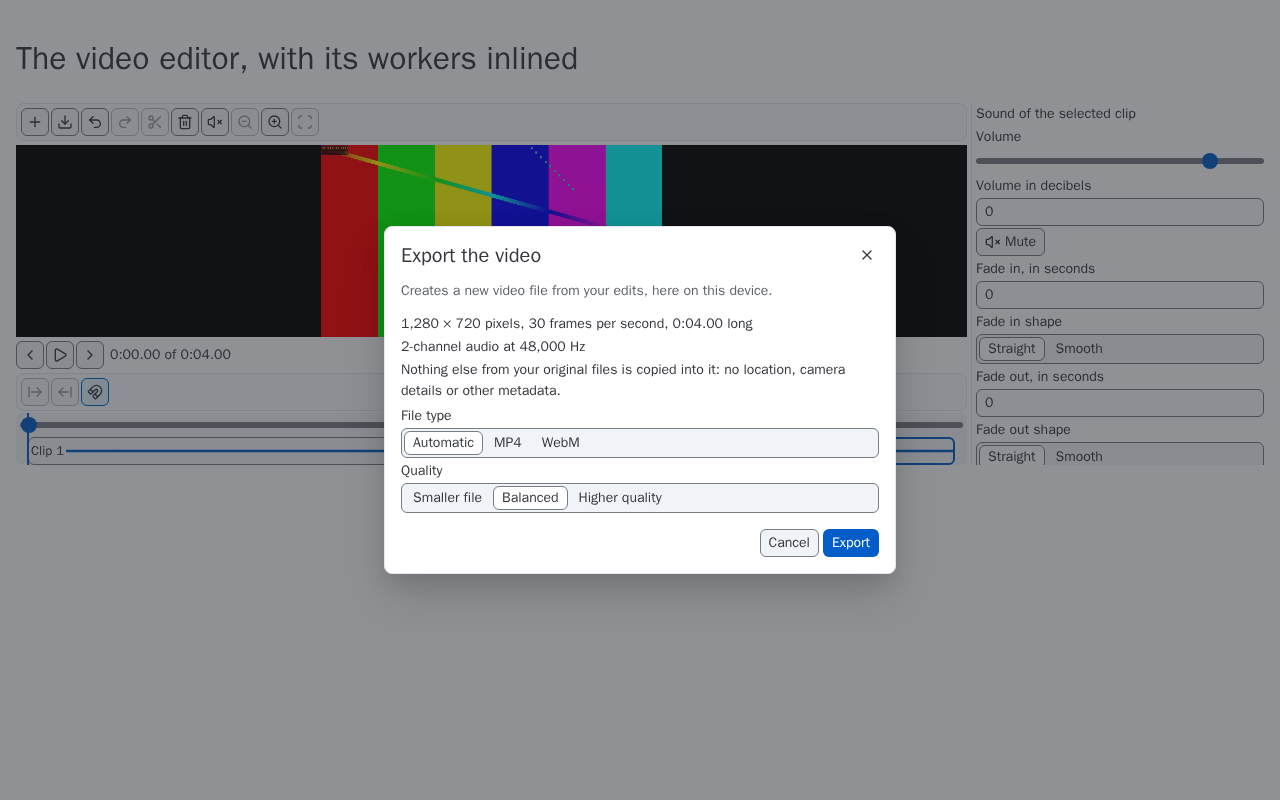 The video editor, with its workers inlined
Sound of the selected clip
Volume
Volume in decibels
0
Mute
Fade in, in seconds
0
Fade in shape
Straight Smooth
Fade out, in seconds
0
Fade out shape
Straight Smooth
0:00.00 of 0:04.00
Clip 1
Export the video
Creates a new video file from your edits, here on this device.
1,280 × 720 pixels, 30 frames per second, 0:04.00 long
2-channel audio at 48,000 Hz
Nothing else from your original files is copied into it: no location, camera
details or other metadata.
File type
Automatic MP4 WebM
Quality
Smaller file Balanced Higher quality
Cancel Export